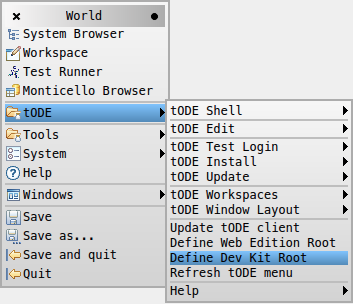 World
System Browser
Workspace
Test Runner
Monticello Browser
tODE
Tools
System
Help
Windows
Save
Save as...
Save and quit
Quit
tODE Shell
tODE Edit
tODE Test Login
tODE Install
tODE Update
tODE Workspaces
tODE Window Layout
Update tODE client
Define Web Edition Root
Define Dev Kit Root
Refresh tODE menu
Help